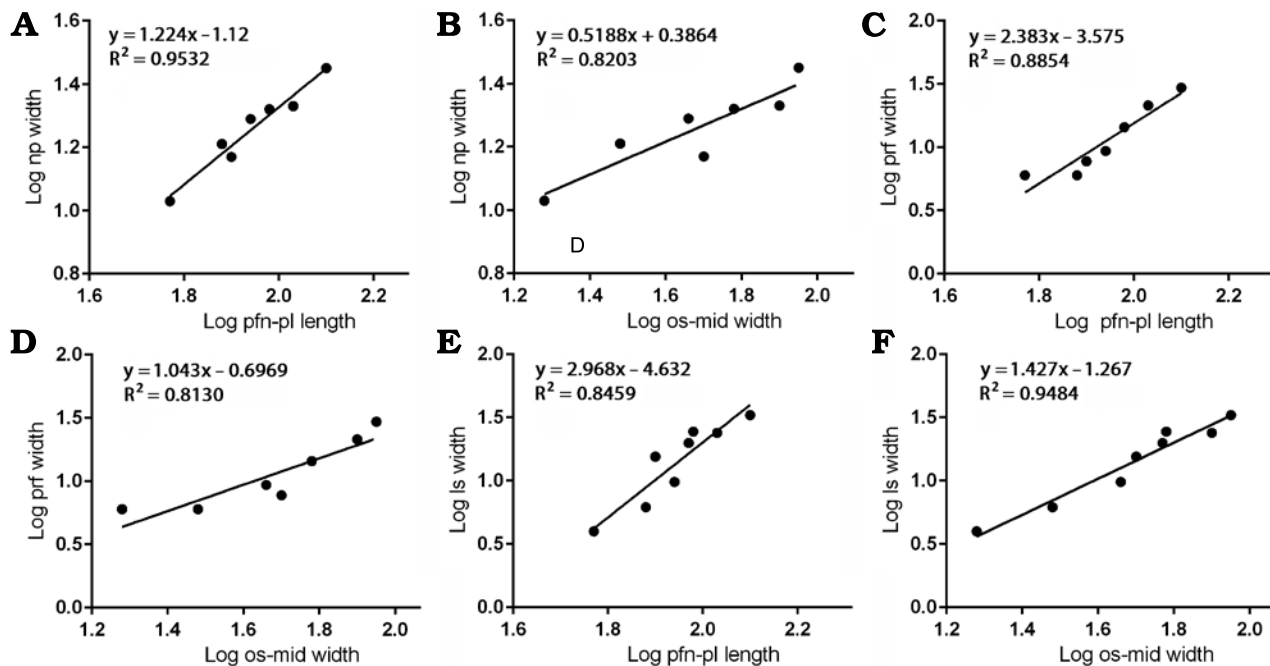 A
y = 1.224x – 1.12
R² = 0.9532
Log np width
1.6
1.4
1.2
1.0
0.8
1.6 1.8 2.0 2.2
Log pfn-pl length
B
y = 0.5188x + 0.3864
R² = 0.8203
Log np width
1.6
1.4
1.2
1.0
0.8
D
1.2 1.4 1.6 1.8 2.0
Log os-mid width
C
y = 2.383x – 3.575
R² = 0.8854
Log prf width
2.0
1.5
1.0
0.5
0.0
1.6 1.8 2.0 2.2
Log pfn-pl length
D
y = 1.043x – 0.6969
R² = 0.8130
Log prf width
2.0
1.5
1.0
0.5
0.0
1.2 1.4 1.6 1.8 2.0
Log os-mid width
E
y = 2.968x – 4.632
R² = 0.8459
Log ls width
2.0
1.5
1.0
0.5
0.0
1.6 1.8 2.0 2.2
Log pfn-pl length
F
y = 1.427x – 1.267
R² = 0.9484
Log ls width
2.0
1.5
1.0
0.5
0.0
1.2 1.4 1.6 1.8 2.0
Log os-mid width